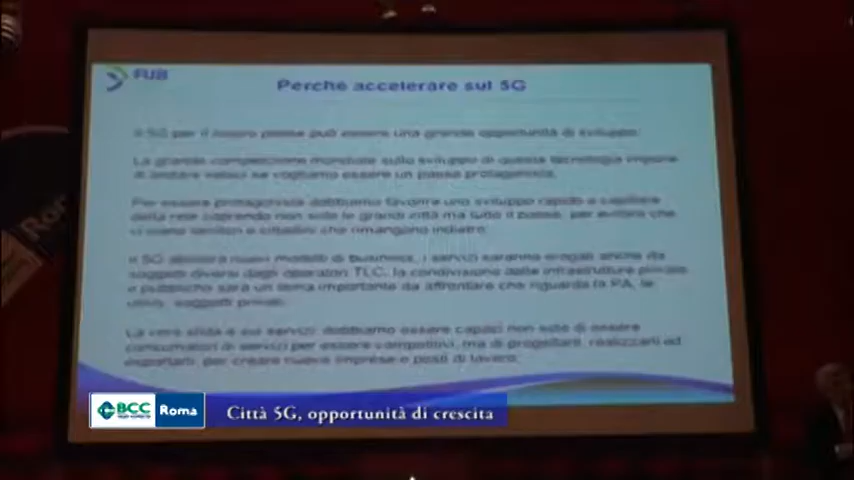 FUB
Perché accelerare sul 5G
Il 5G per il nostro paese può essere una grande opportunità di sviluppo.
La grande competizione mondiale sullo sviluppo di questa tecnologia impone
di andare veloci se vogliamo essere un paese protagonista.
Per essere protagonisti dobbiamo favorire uno sviluppo rapido e capillare
della rete coprendo non solo le grandi città ma tutto il paese, per evitare che
ci siano territori e cittadini che rimangono indietro.
Il 5G abiliterà nuovi modelli di business, i servizi saranno erogati anche da
soggetti diversi dagli operatori TLC, la condivisione delle infrastrutture private
e pubbliche sarà un tema importante da affrontare che riguarda la PA, le
soggetti privati.
La vera sfida è sui servizi: dobbiamo essere capaci non solo di essere
consumatori di servizi per essere competitivi, ma di progettarli, realizzarli ed
esportarli, per creare nuove imprese e posti di lavoro.
BCC Roma
Città 5G, opportunità di crescita
Ror